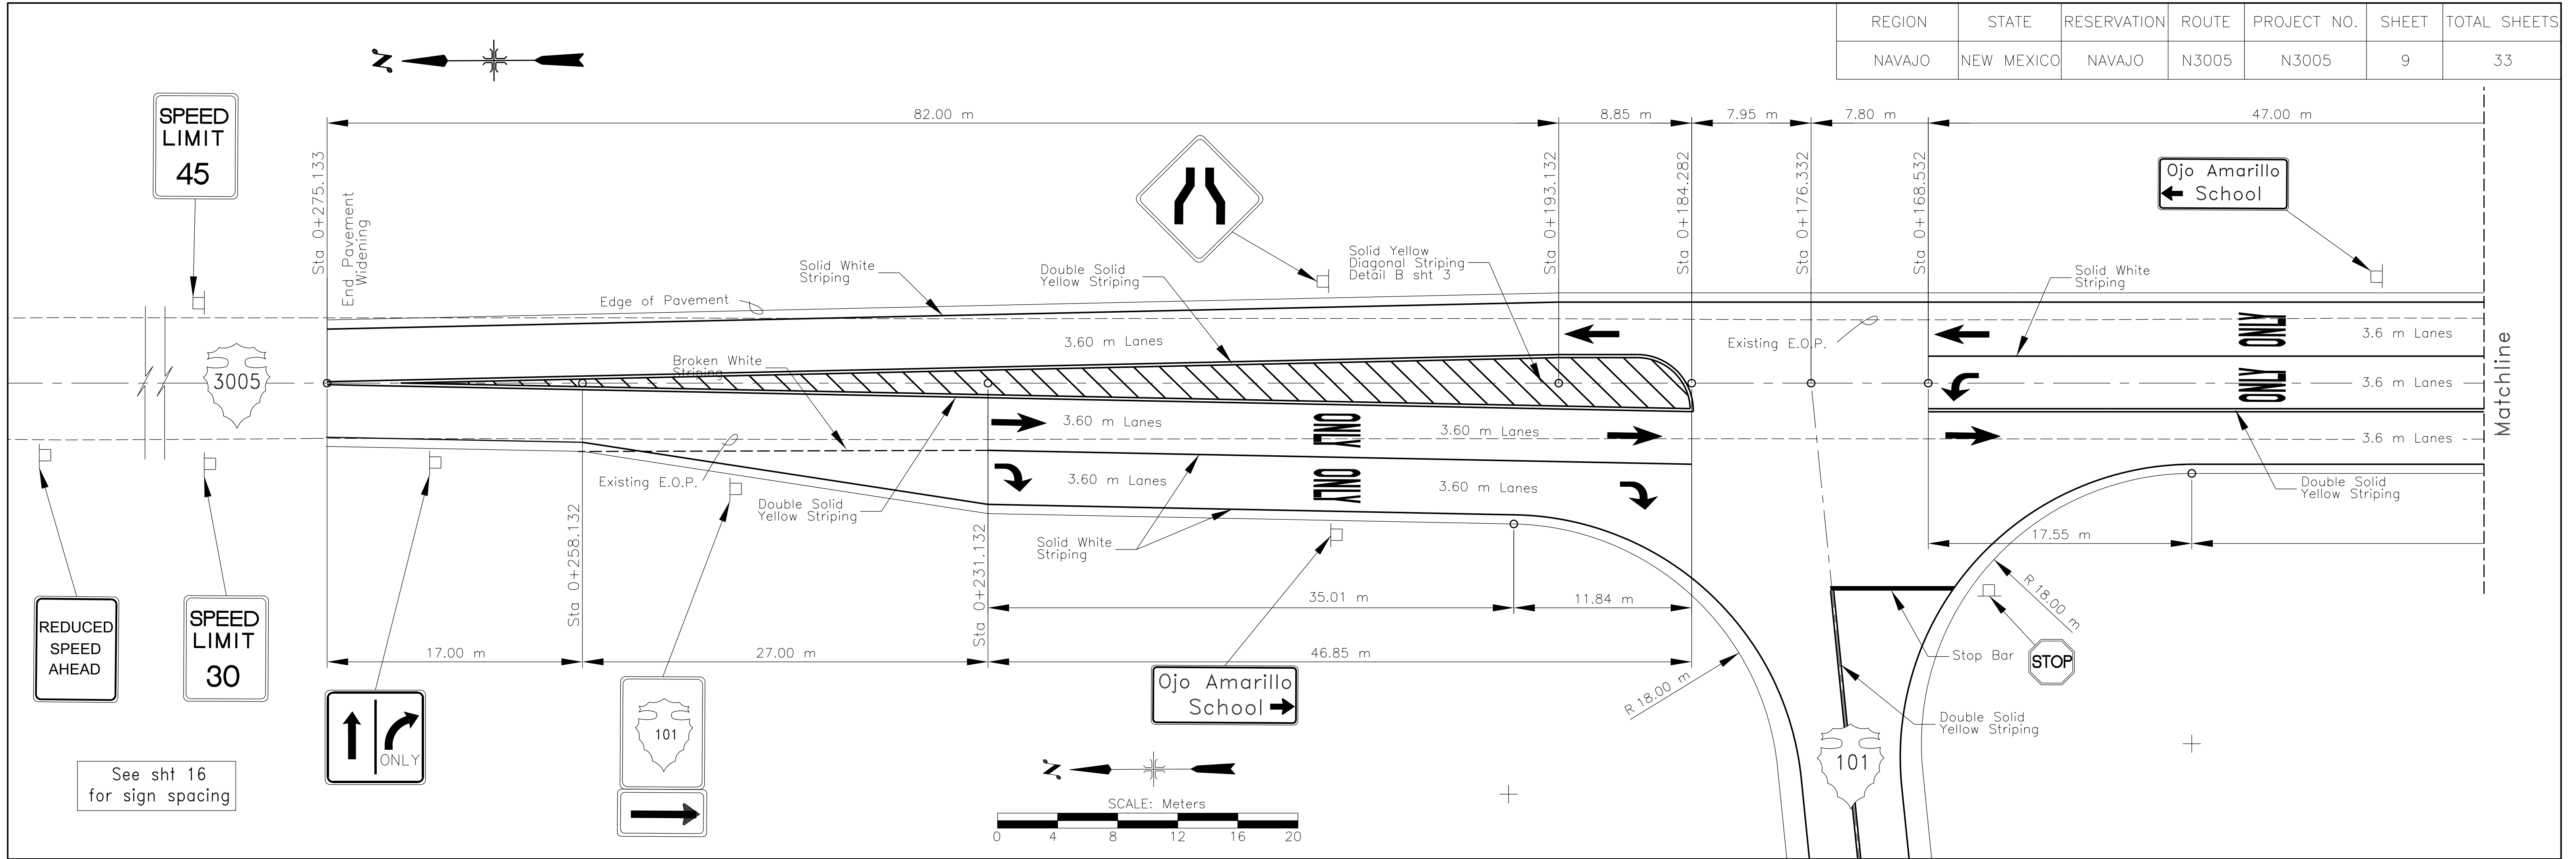 REGION STATE RESERVATION ROUTE PROJECT NO. SHEET TOTAL SHEETS
NAVAJO NEW MEXICO NAVAJO N3005 N3005 9 33
N
82.00 m 8.85 m 7.95 m 7.80 m 47.00 m
SPEED
LIMIT
45
Sta 0+275.133
End Pavement
Widening
Sta 0+193.132
Sta 0+184.282
Sta 0+176.332
Sta 0+168.532
Ojo Amarillo
School
Solid White
Striping
Edge of Pavement
Double Solid
Yellow Striping
Solid Yellow
Diagonal Striping
Detail B sht 3
Solid White
Striping
3.60 m Lanes
Existing E.O.P.
ONLY
3.6 m Lanes
Broken White
Striping
3005
ONLY
3.6 m Lanes
Matchline
3.60 m Lanes
ONLY
3.60 m Lanes
3.6 m Lanes
Existing E.O.P.
3.60 m Lanes
ONLY
3.60 m Lanes
Double Solid
Yellow Striping
Double Solid
Yellow Striping
Sta 0+258.132
Sta 0+231.132
Solid White
Striping
17.55 m
R 18.00 m
35.01 m 11.84 m
17.00 m 27.00 m 46.85 m
REDUCED
SPEED
AHEAD
SPEED
LIMIT
30
Stop Bar
STOP
Ojo Amarillo
School
R 18.00 m
ONLY
101
Double Solid
Yellow Striping
101
See sht 16
for sign spacing
N
SCALE: Meters
0 4 8 12 16 20